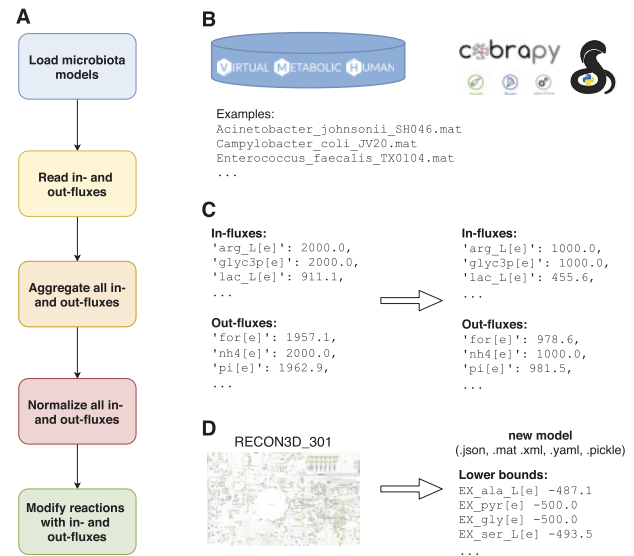 A
Load microbiota
models
Read in- and
out-fluxes
Aggregate all in-
and out-fluxes
Normalize all in-
and out-fluxes
Modify reactions
with in- and
out-fluxes
B
VIRTUAL METABOLIC HUMAN
cobrapy
Examples:
Acinetobacter_johnsonii_SH046.mat
Campylobacter_coli_JV20.mat
Enterococcus_faecalis_TX0104.mat
...
C
In-fluxes:
'arg_L[e]': 2000.0,
'glyc3p[e]': 2000.0,
'lac_L[e]': 911.1,
...
Out-fluxes:
'for[e]': 1957.1,
'nh4[e]': 2000.0,
'pi[e]': 1962.9,
...
In-fluxes:
'arg_L[e]': 1000.0,
'glyc3p[e]': 1000.0,
'lac_L[e]': 455.6,
...
Out-fluxes:
'for[e]': 978.6,
'nh4[e]': 1000.0,
'pi[e]': 981.5,
...
D
RECON3D_301
new model
(.json, .mat .xml, .yaml, .pickle)
Lower bounds:
EX_ala_L[e] -487.1
EX_pyr[e] -500.0
EX_gly[e] -500.0
EX_ser_L[e] -493.5
...